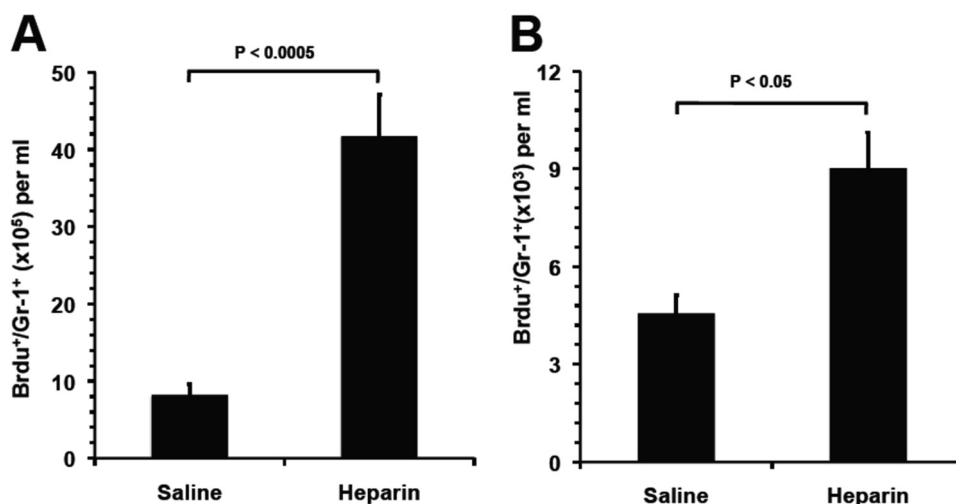 A
P < 0.0005
Brdu⁺/Gr-1⁺ (x10⁵) per ml
50
40
30
20
10
0
Saline
Heparin
B
P < 0.05
Brdu⁺/Gr-1⁺(x10³) per ml
12
9
6
3
0
Saline
Heparin